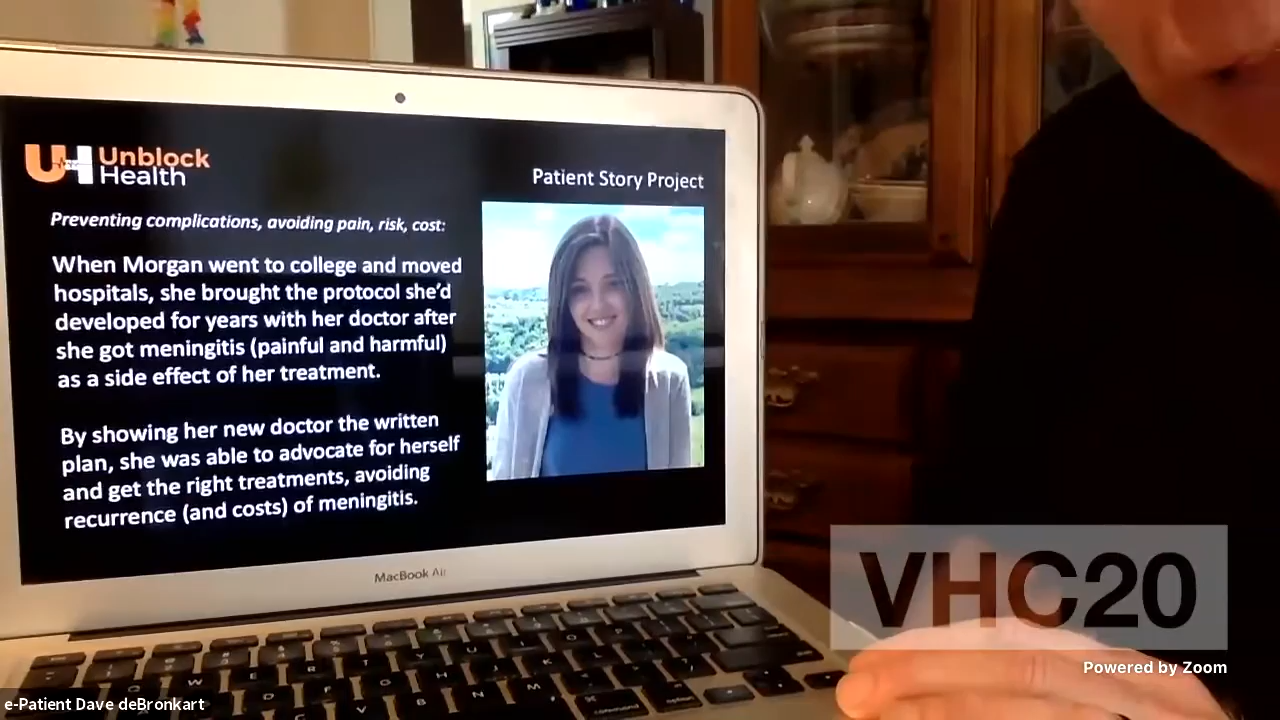 UH Unblock
Health
Patient Story Project
Preventing complications, avoiding pain, risk, cost:
When Morgan went to college and moved
hospitals, she brought the protocol she’d
developed for years with her doctor after
she got meningitis (painful and harmful)
as a side effect of her treatment.
By showing her new doctor the written
plan, she was able to advocate for herself
and get the right treatments, avoiding
recurrence (and costs) of meningitis.
MacBook Air
VHC20
Powered by Zoom
e-Patient Dave deBronkart